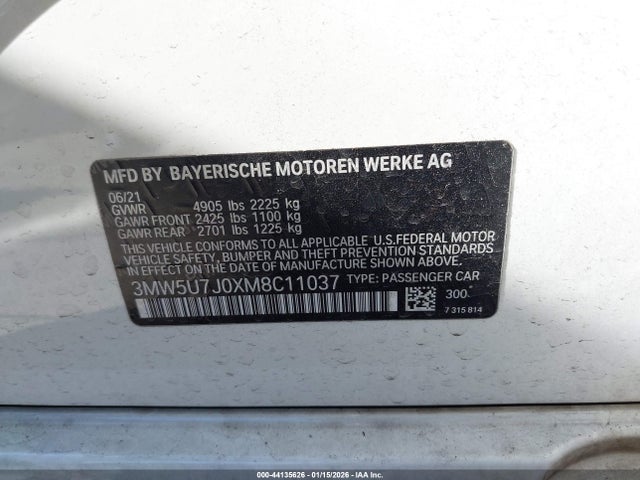 MFD BY BAYERISCHE MOTOREN WERKE AG
06/21
GVWR 4905 lbs 2225 kg
GAWR FRONT 2425 lbs 1100 kg
GAWR REAR 2701 lbs 1225 kg
THIS VEHICLE CONFORMS TO ALL APPLICABLE U.S. FEDERAL MOTOR
VEHICLE SAFETY, BUMPER, AND THEFT PREVENTION STANDARDS
IN EFFECT ON THE DATE OF MANUFACTURE SHOWN ABOVE.
3MW5U7J0XM8C11037 TYPE: PASSENGER CAR
300
7 315 814
000-44135626 - 01/15/2026 - IAA Inc.